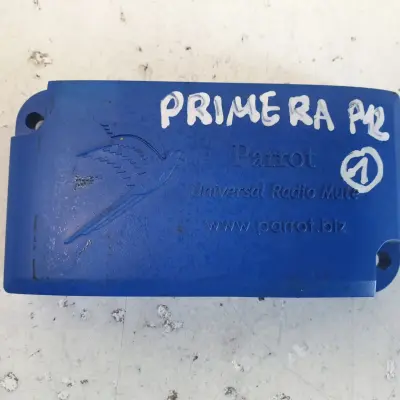 PRIMERA P12
Parrot
1
Universal Radio Mute
www.parrot.biz